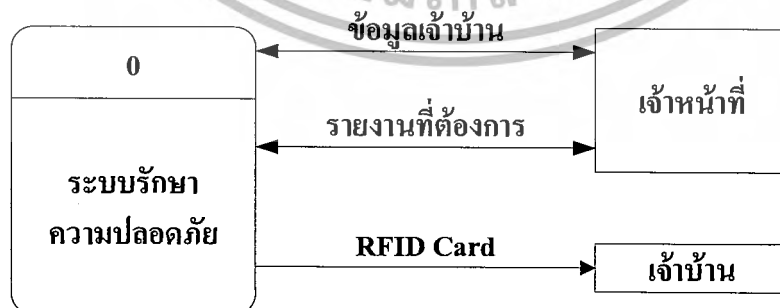 ข้อมูลเจ้าบ้าน
0
เจ้าหน้าที่
รายงานที่ต้องการ
ระบบรักษา
ความปลอดภัย
RFID Card
เจ้าบ้าน